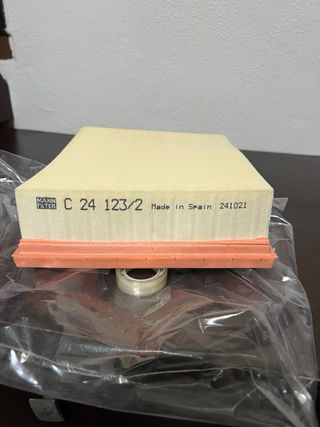 MANN
FILTER
C 24 123/2 Made in Spain 241021